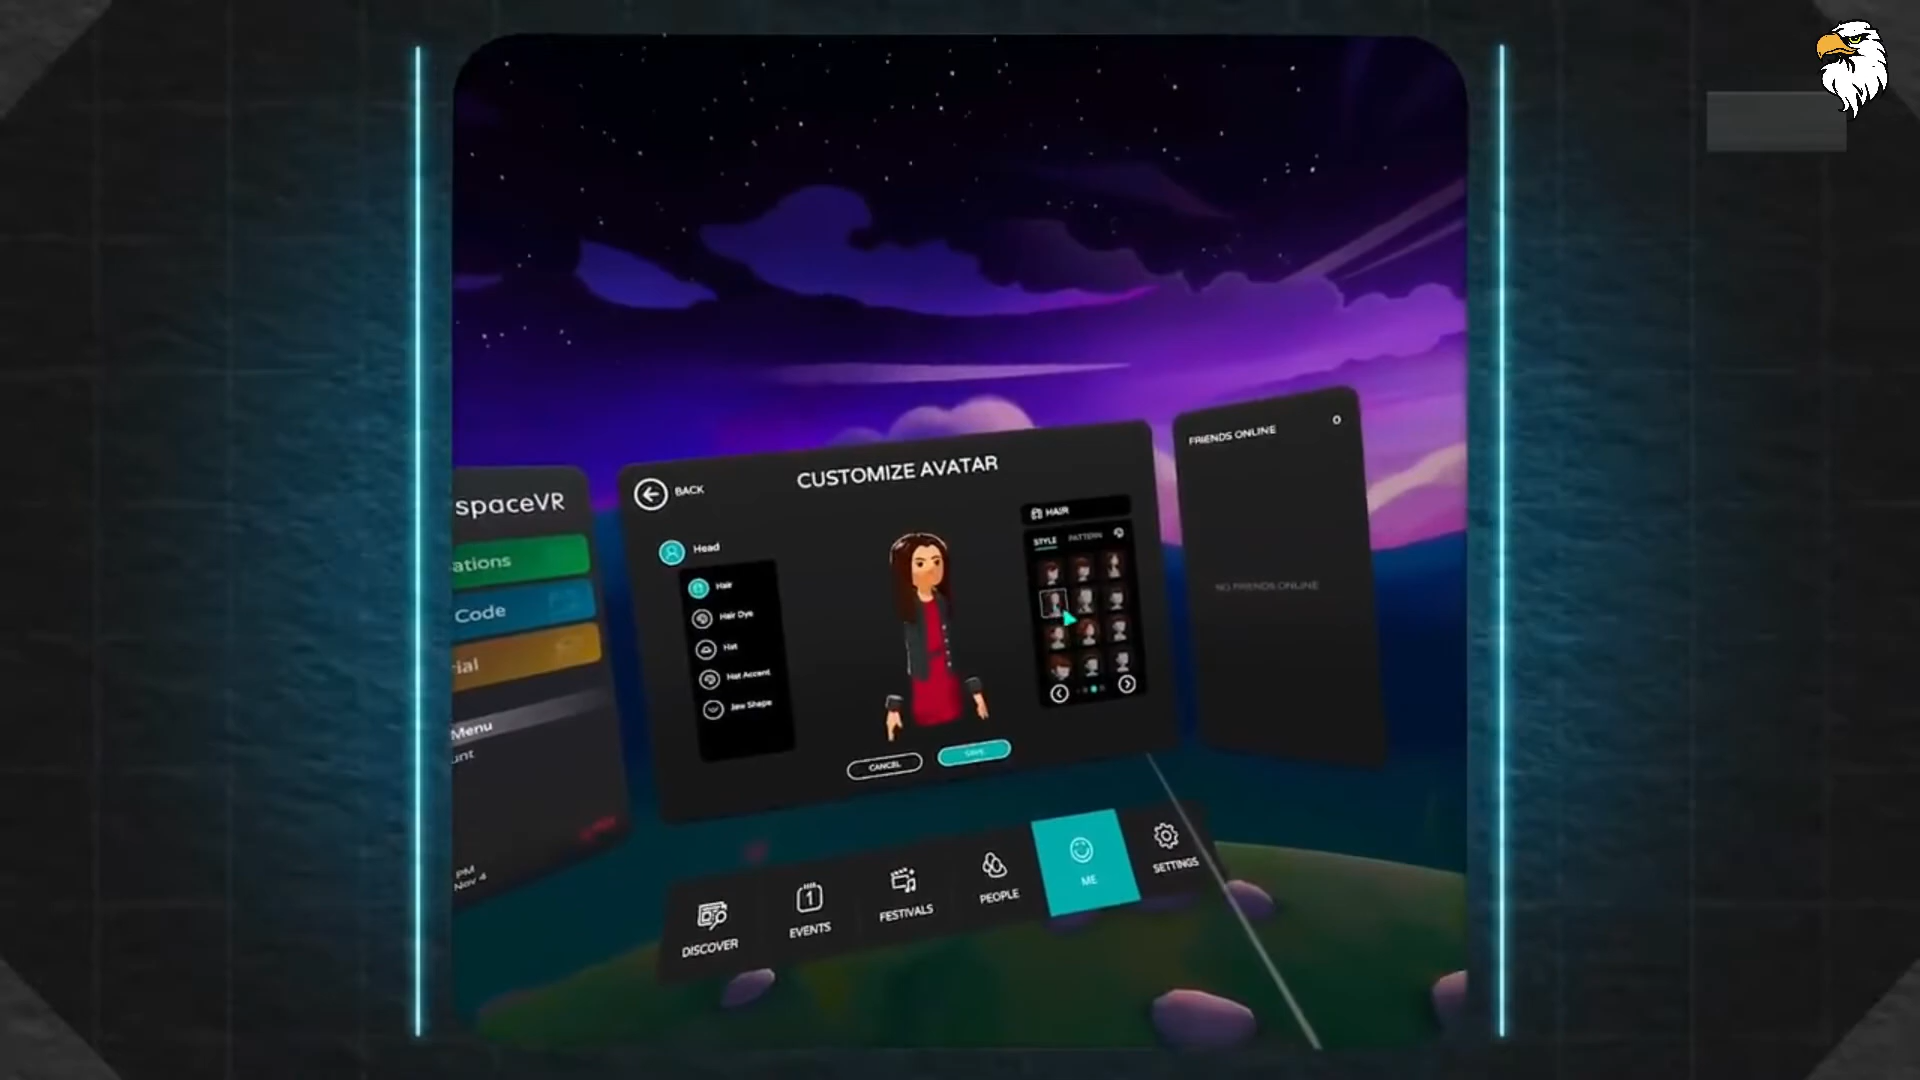 spaceVR
ations
Code
ial
Menu
unt
PM
Nov 4
BACK
CUSTOMIZE AVATAR
Head
Hair
Hair Dye
Hat
Hat Accent
Jaw Shape
HAIR
STYLE PATTERN
CANCEL
SAVE
FRIENDS ONLINE 0
NO FRIENDS ONLINE
DISCOVER
EVENTS
1
FESTIVALS
PEOPLE
ME
SETTINGS